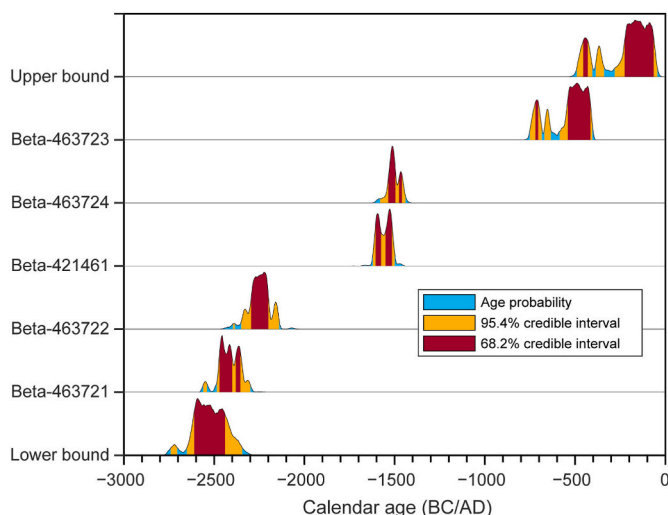 Upper bound
Beta-463723
Beta-463724
Beta-421461
Beta-463722
Beta-463721
Lower bound
Age probability
95.4% credible interval
68.2% credible interval
−3000 −2500 −2000 −1500 −1000 −500 0
Calendar age (BC/AD)